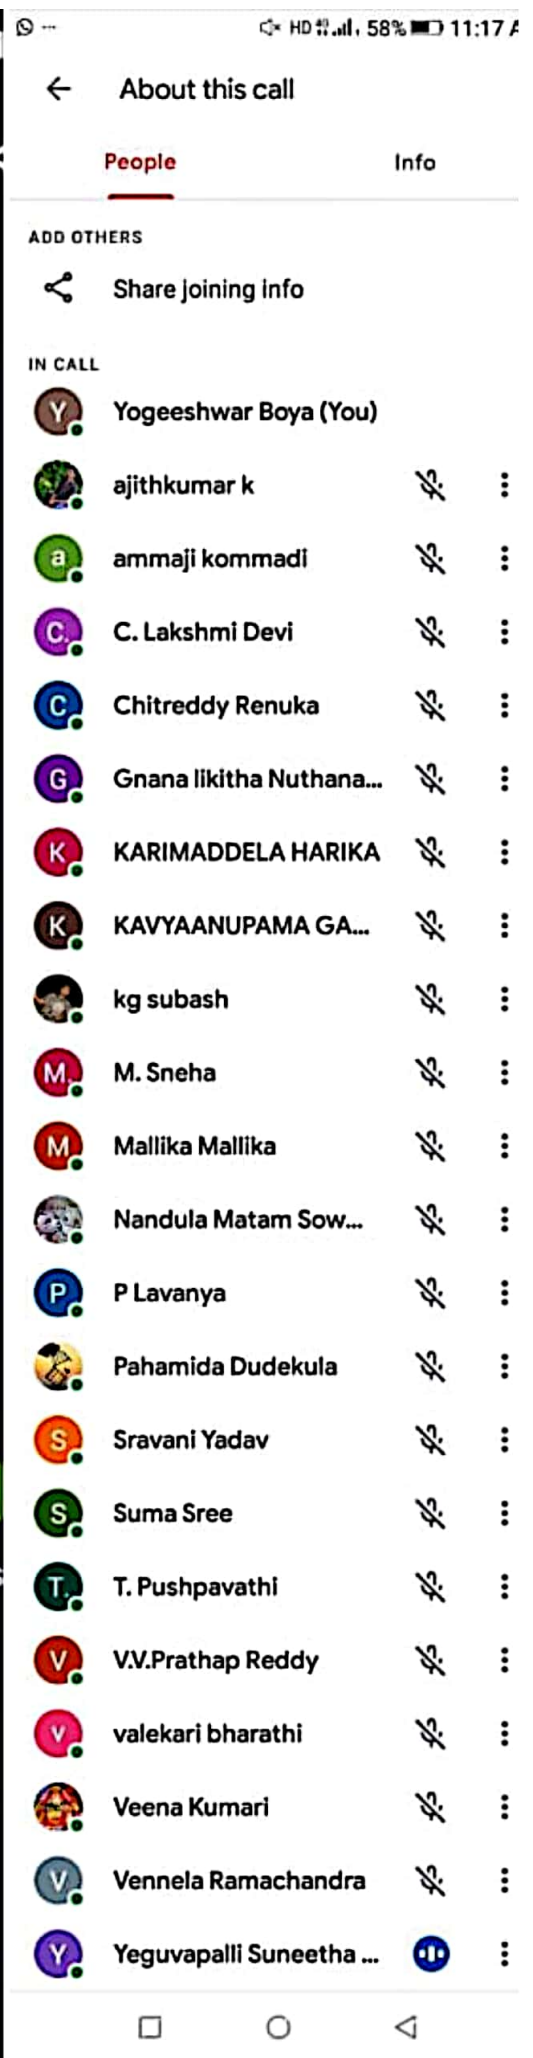 HD 58% 11:17 A
About this call
People Info
ADD OTHERS
Share joining info
IN CALL
Y Yogeeshwar Boya (You)
ajithkumar k
a ammaji kommadi
C. C. Lakshmi Devi
C Chitreddy Renuka
G Gnana likitha Nuthana...
K KARIMADDELA HARIKA
K KAVYAANUPAMA GA...
kg subash
M. M. Sneha
M Mallika Mallika
Nandula Matam Sow...
P P Lavanya
Pahamida Dudekula
S Sravani Yadav
S Suma Sree
T. T. Pushpavathi
V V.V.Prathap Reddy
v valekari bharathi
Veena Kumari
V Vennela Ramachandra
Y Yeguvapalli Suneetha ...